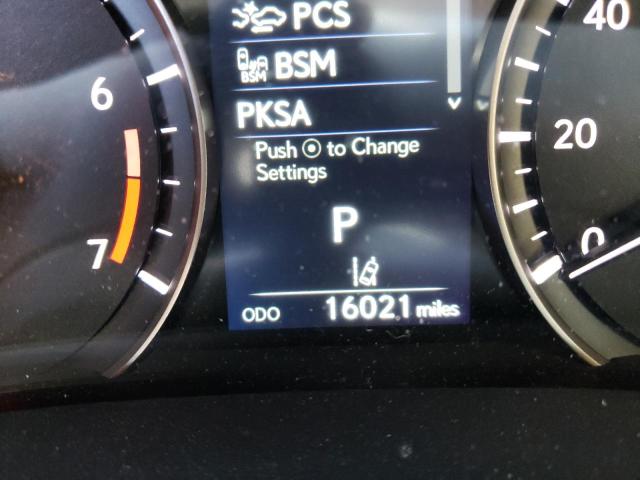 PCS
BSM BSM
PKSA
Push to Change
Settings
6
7
P
ODO 16021 miles
40
20
0